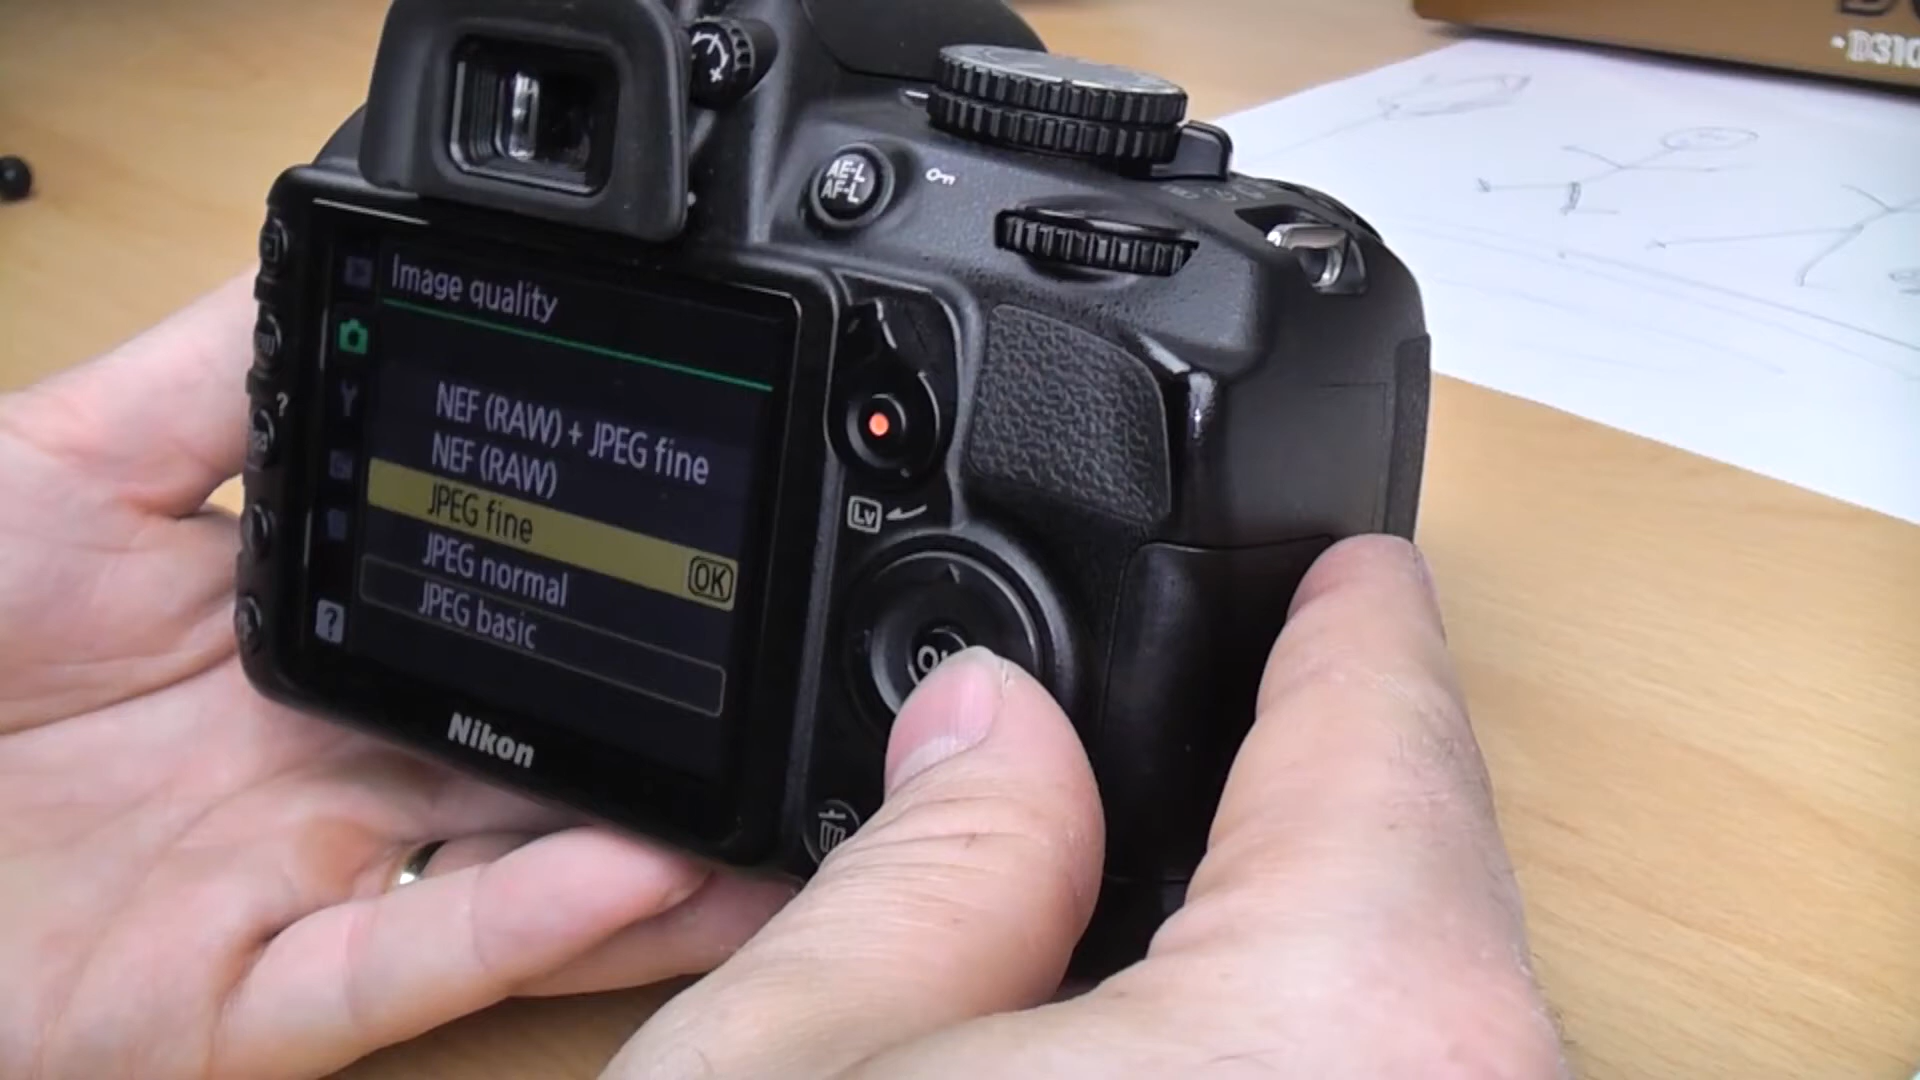 AE-L
AF-L
Image quality
NEF (RAW) + JPEG fine
NEF (RAW)
JPEG fine
OK
JPEG normal
JPEG basic
?
?
Lv
Nikon